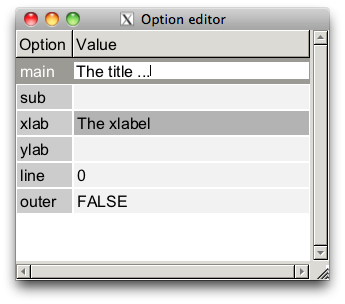 Option editor
Option Value
main The title ...
sub
xlab The xlabel
ylab
line 0
outer FALSE